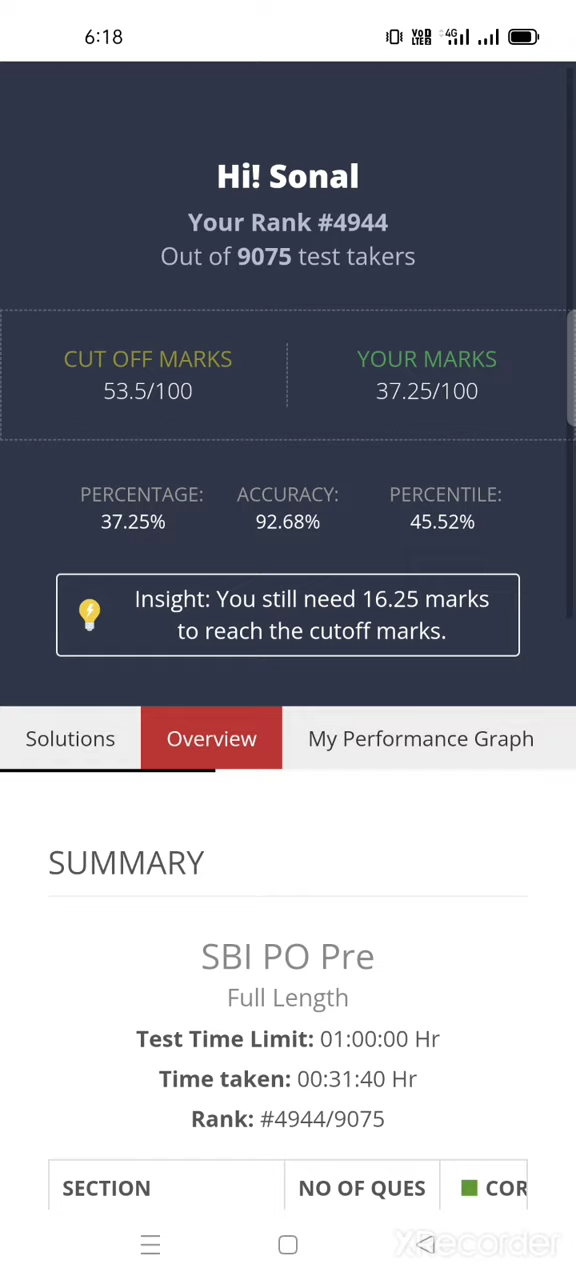 6:18
VoD LTE2 4G
Hi! Sonal
Your Rank #4944
Out of 9075 test takers
CUT OFF MARKS YOUR MARKS
53.5/100 37.25/100
PERCENTAGE: ACCURACY: PERCENTILE:
37.25% 92.68% 45.52%
Insight: You still need 16.25 marks
to reach the cutoff marks.
Solutions Overview My Performance Graph
SUMMARY
SBI PO Pre
Full Length
Test Time Limit: 01:00:00 Hr
Time taken: 00:31:40 Hr
Rank: #4944/9075
SECTION NO OF QUES COR
XRecorder